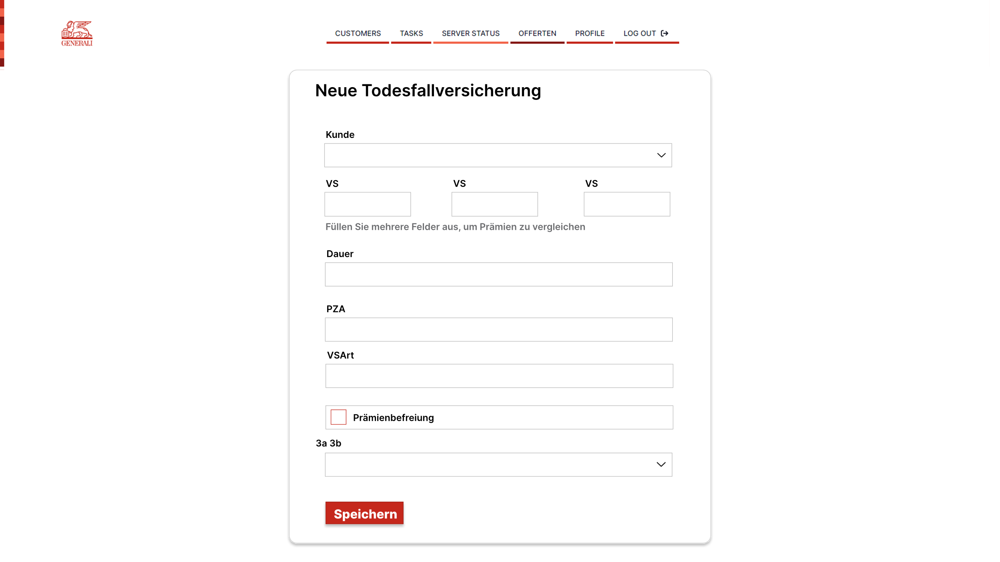 GENERALI
CUSTOMERS TASKS SERVER STATUS OFFERTEN PROFILE LOG OUT
Neue Todesfallversicherung
Kunde
VS VS VS
Füllen Sie mehrere Felder aus, um Prämien zu vergleichen
Dauer
PZA
VSArt
Prämienbefreiung
3a 3b
Speichern